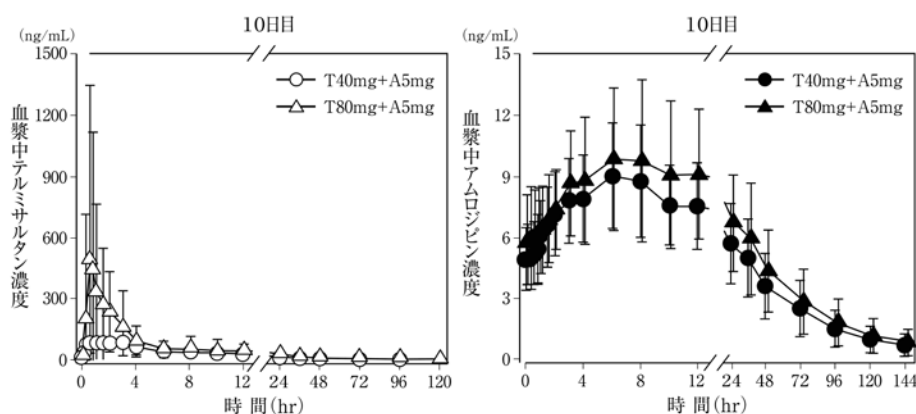 10日目
(ng/mL)
1500
1200
900
600
300
0
血漿中テルミサルタン濃度
T40mg+A5mg
T80mg+A5mg
0 4 8 12 24 48 72 96 120
時 間(hr)
10日目
(ng/mL)
15
12
9
6
3
0
血漿中アムロジピン濃度
T40mg+A5mg
T80mg+A5mg
0 4 8 12 24 48 72 96 120 144
時 間(hr)